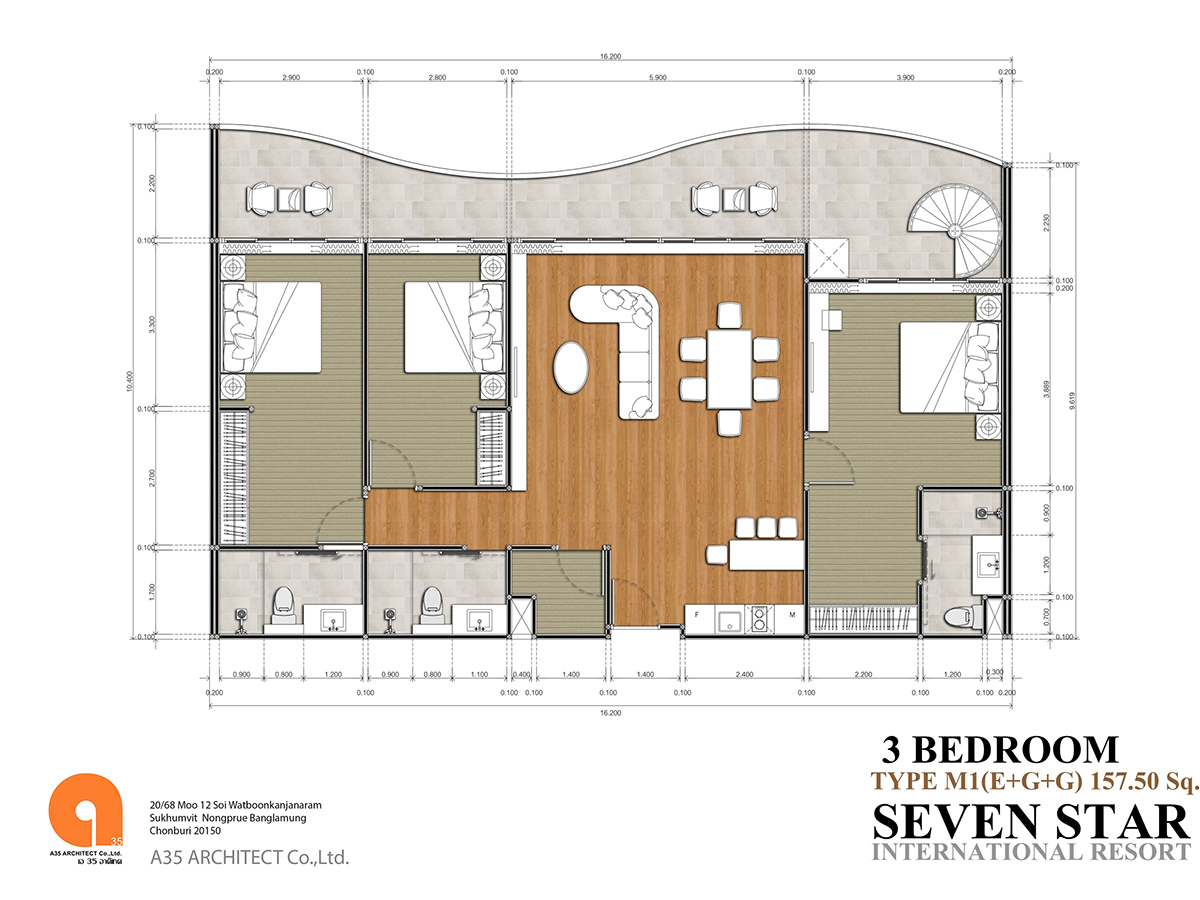 16.200
0.200 2.900 0.100 2.800 0.100 5.900 0.100 3.900 0.200
0.100
2.200
0.100
3.300
10.400
0.100
2.700
0.100
1.700
0.100
0.100
2.230
0.100
0.200
3.889
9.619
0.100
0.900
1.200
0.100
0.700
0.100
F M
0.900 0.800 1.200 0.900 0.800 1.100 0.400 1.400 1.400 2.400 2.200 1.200 0.300
0.200 0.100 0.100 0.100 0.100 0.100 0.100 0.100 0.100 0.200
16.200
3 BEDROOM
TYPE M1(E+G+G) 157.50 Sq.
SEVEN STAR
INTERNATIONAL RESORT
35
A35 ARCHITECT Co.,Ltd.
เอ 35 อาคิเทค
20/68 Moo 12 Soi Watboonkanjanaram
Sukhumvit Nongprue Banglamung
Chonburi 20150
A35 ARCHITECT Co.,Ltd.